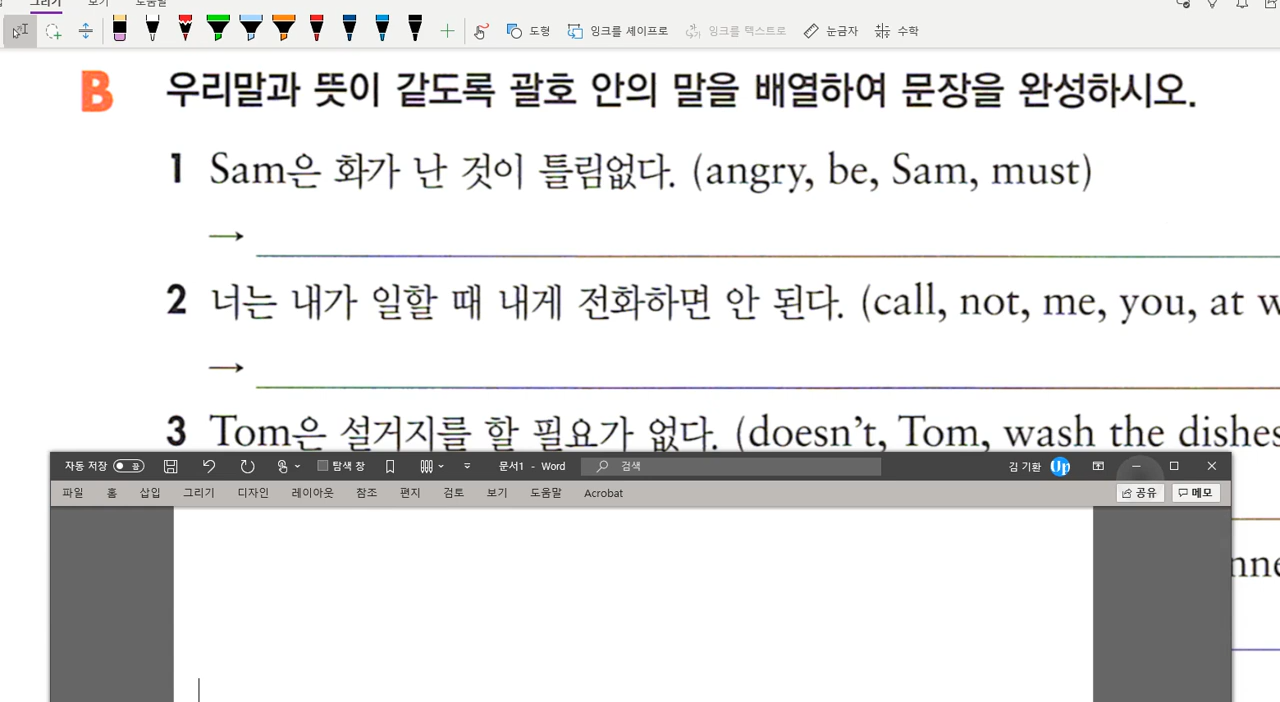 그리기 보기 도움말
도형 잉크를 셰이프로 잉크를 텍스트로 눈금자 수학
B 우리말과 뜻이 같도록 괄호 안의 말을 배열하여 문장을 완성하시오.
1 Sam은 화가 난 것이 틀림없다. (angry, be, Sam, must)
→
2 너는 내가 일할 때 내게 전화하면 안 된다. (call, not, me, you, at w
→
3 Tom은 설거지를 할 필요가 없다. (doesn't, Tom, wash the dishes
자동 저장 끔 탐색 창 문서1 - Word 검색 김 기환 Up
파일 홈 삽입 그리기 디자인 레이아웃 참조 편지 검토 보기 도움말 Acrobat 공유 메모
nne